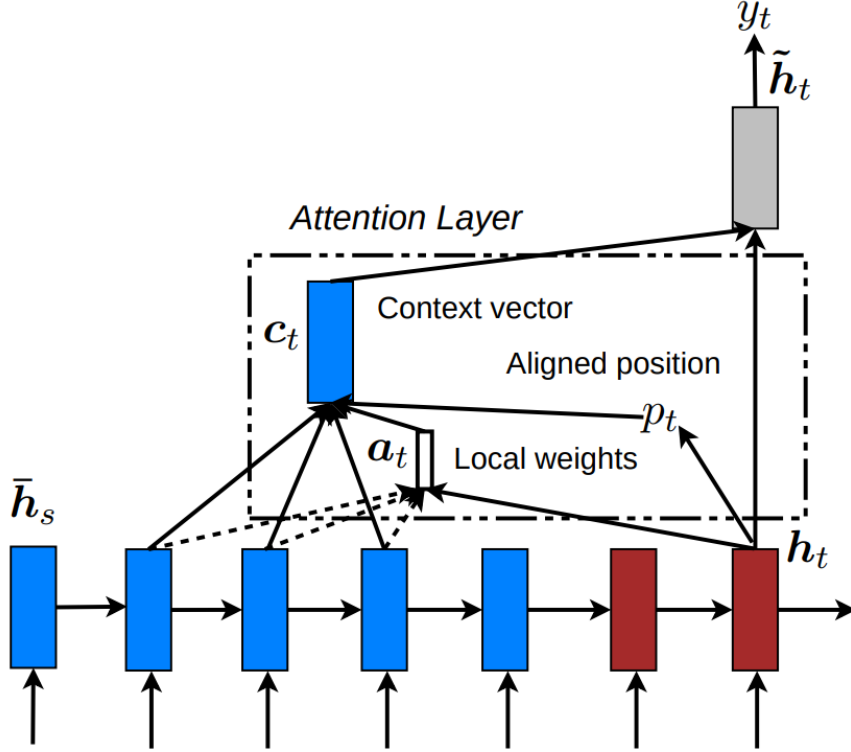 y_t
h̃_t
Attention Layer
Context vector
c_t
Aligned position
p_t
a_t
Local weights
h̄_s
h_t